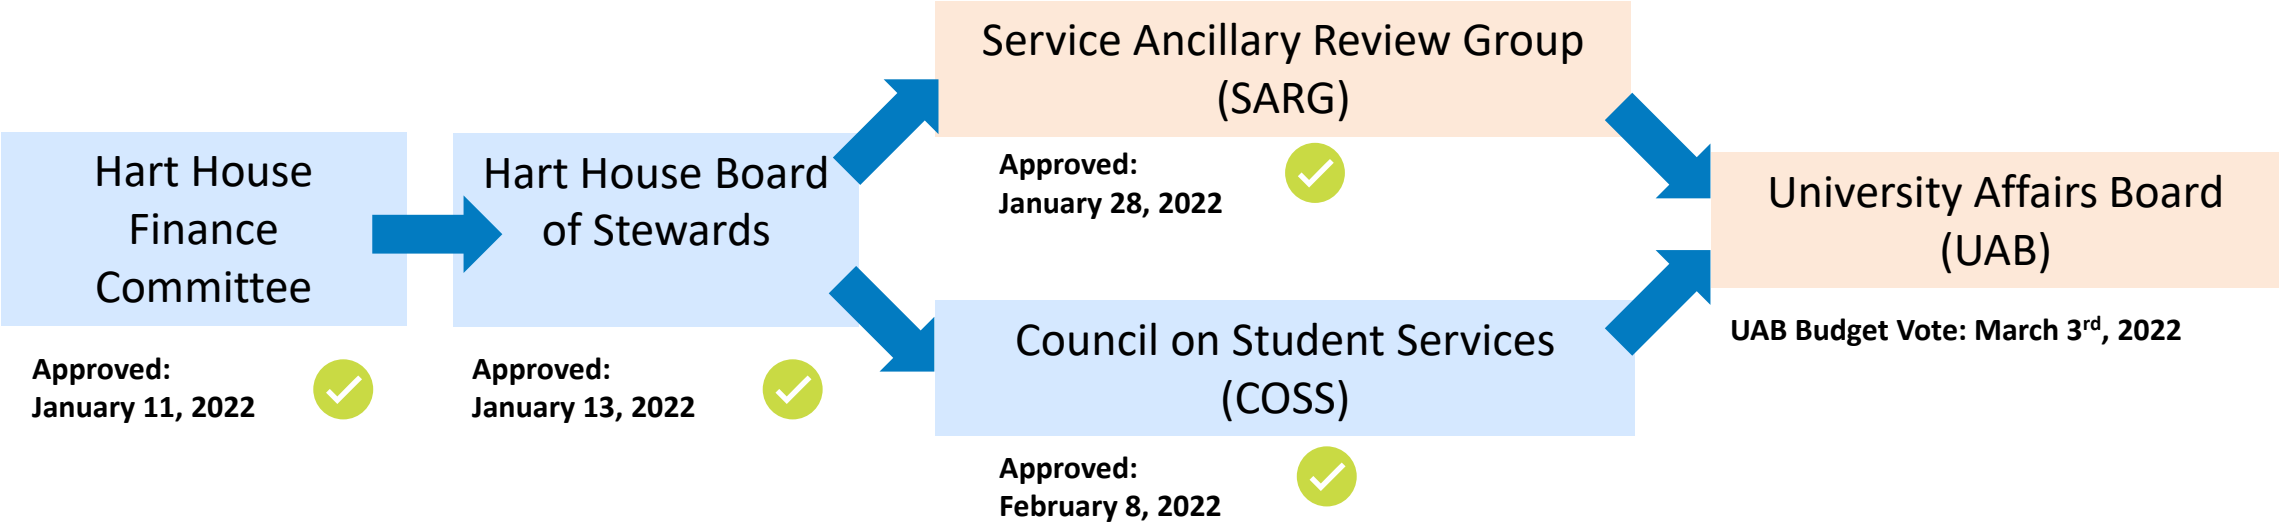 Hart House
Finance
Committee
Approved:
January 11, 2022
Hart House Board
of Stewards
Approved:
January 13, 2022
Service Ancillary Review Group
(SARG)
Approved:
January 28, 2022
Council on Student Services
(COSS)
Approved:
February 8, 2022
University Affairs Board
(UAB)
UAB Budget Vote: March 3rd, 2022